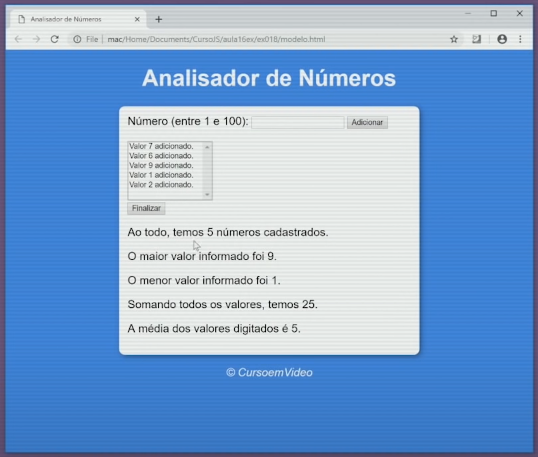 Analisador de Números
File | mac/Home/Documents/CursoJS/aula16ex/ex018/modelo.html
Analisador de Números
Número (entre 1 e 100):
Adicionar
Valor 7 adicionado.
Valor 6 adicionado.
Valor 9 adicionado.
Valor 1 adicionado.
Valor 2 adicionado.
Finalizar
Ao todo, temos 5 números cadastrados.
O maior valor informado foi 9.
O menor valor informado foi 1.
Somando todos os valores, temos 25.
A média dos valores digitados é 5.
© CursoemVideo